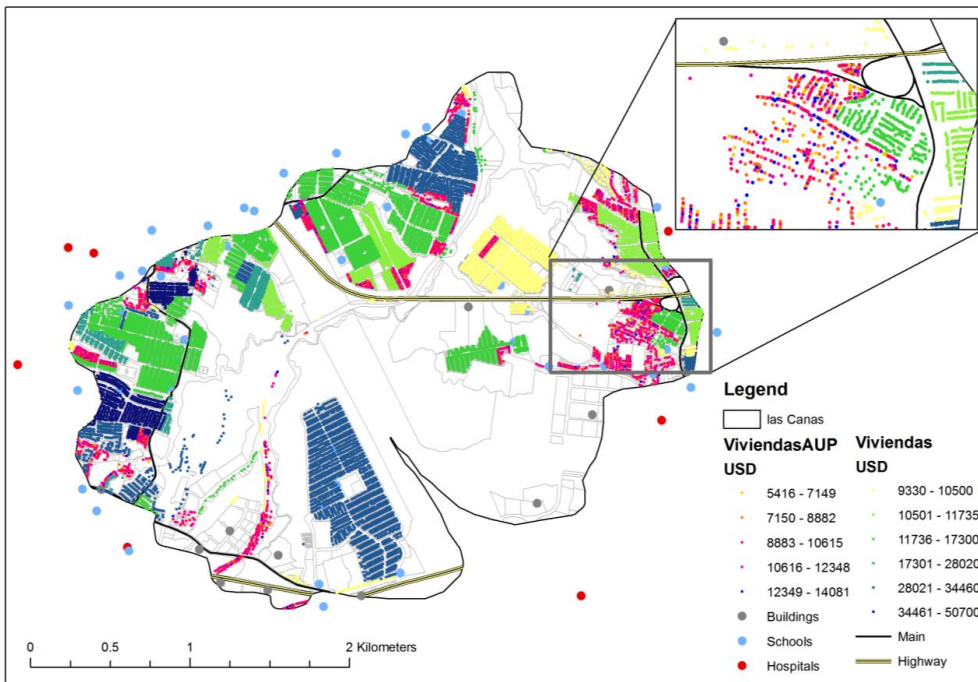 Legend
las Canas
ViviendasAUP
USD
5416 - 7149
7150 - 8882
8883 - 10615
10616 - 12348
12349 - 14081
Buildings
Schools
Hospitals
Viviendas
USD
9330 - 10500
10501 - 11735
11736 - 17300
17301 - 28020
28021 - 34460
34461 - 50700
Main
Highway
0 0.5 1 2 Kilometers